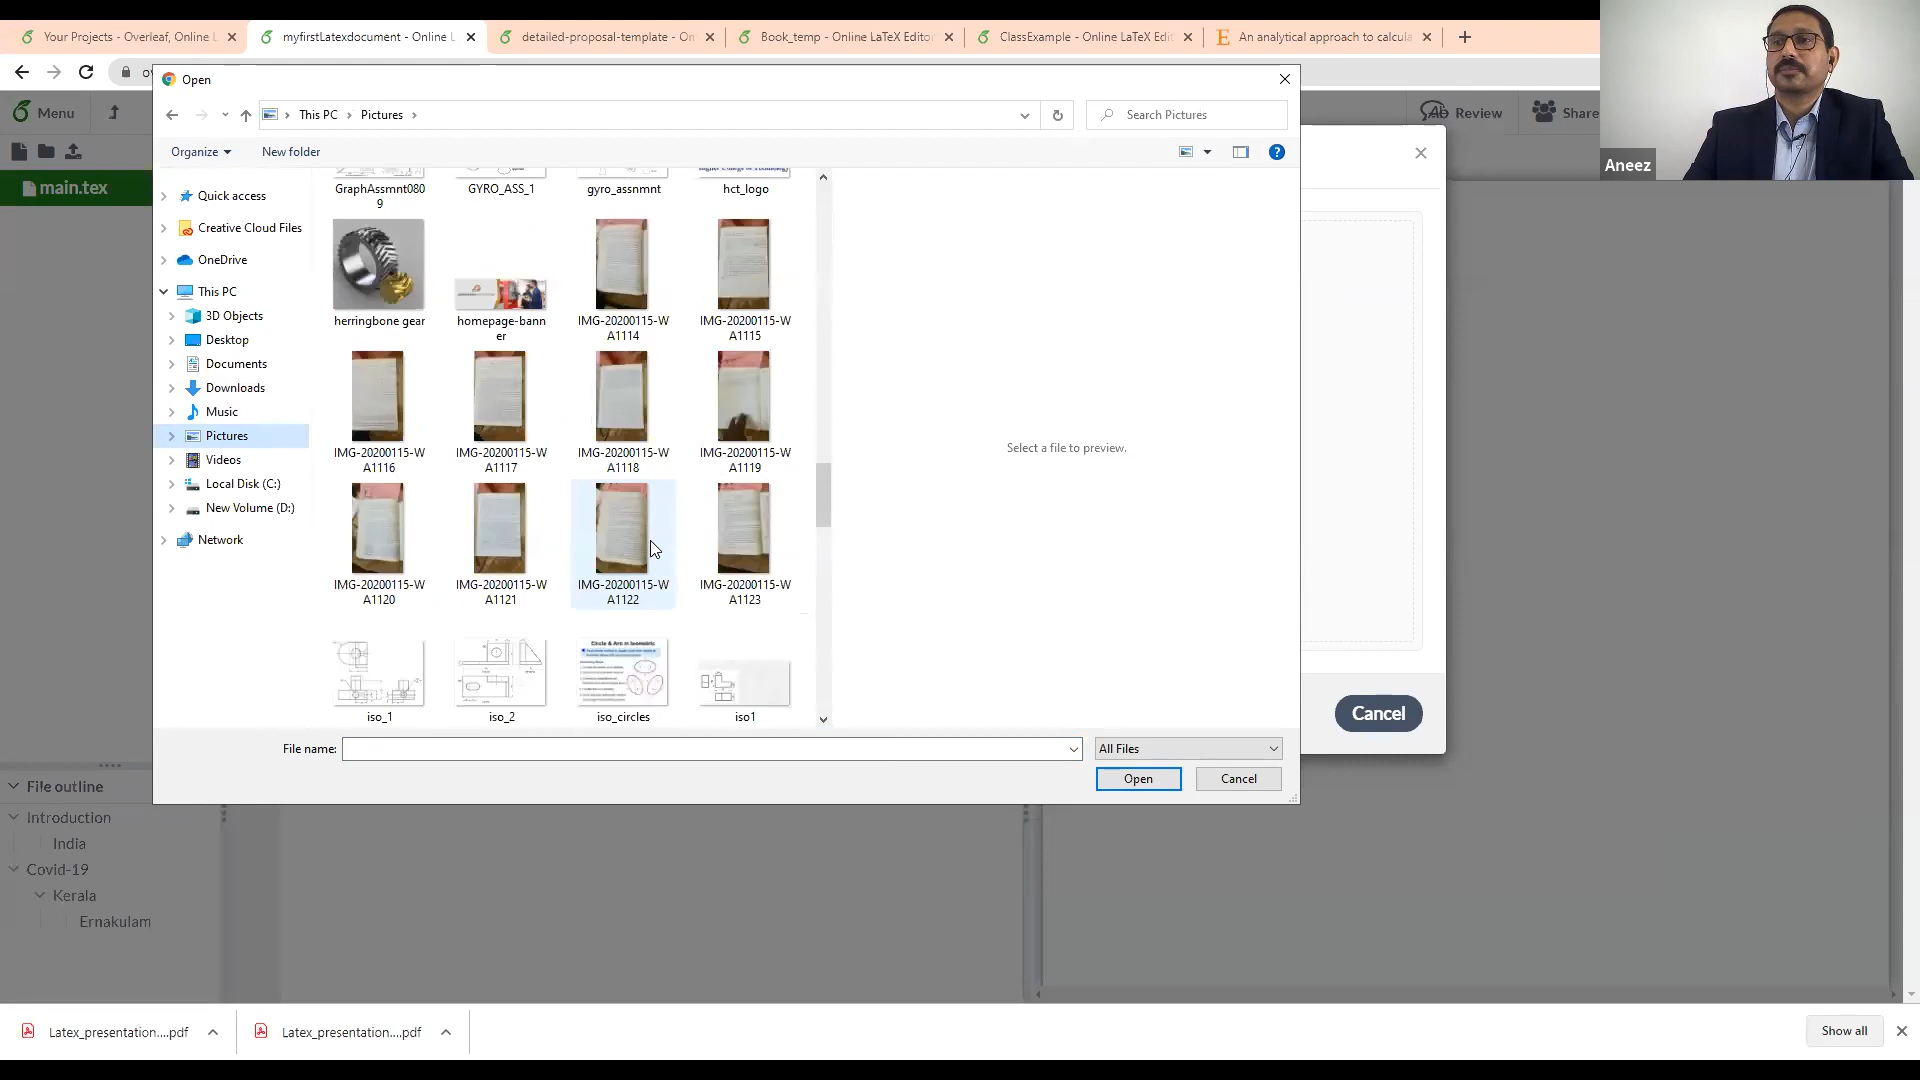 Your Projects - Overleaf, Online L
myfirstLatexdocument - Online L
detailed-proposal-template - On
Book_temp - Online LaTeX Editor
ClassExample - Online LaTeX Edit
An analytical approach to calcula
Open
Menu
Review
Share
Aneez
This PC
Pictures
Search Pictures
Organize
New folder
main.tex
Quick access
Creative Cloud Files
OneDrive
This PC
3D Objects
Desktop
Documents
Downloads
Music
Pictures
Videos
Local Disk (C:)
New Volume (D:)
Network
GraphAssmnt080
9
GYRO_ASS_1
gyro_assnmnt
hct_logo
herringbone gear
homepage-bann
er
IMG-20200115-W
A1114
IMG-20200115-W
A1115
IMG-20200115-W
A1116
IMG-20200115-W
A1117
IMG-20200115-W
A1118
IMG-20200115-W
A1119
IMG-20200115-W
A1120
IMG-20200115-W
A1121
IMG-20200115-W
A1122
IMG-20200115-W
A1123
Circle & Arc in Isometric
iso_1
iso_2
iso_circles
iso1
Select a file to preview.
Cancel
File name:
All Files
Open
Cancel
File outline
Introduction
India
Covid-19
Kerala
Ernakulam
Latex_presentation....pdf
Latex_presentation....pdf
Show all